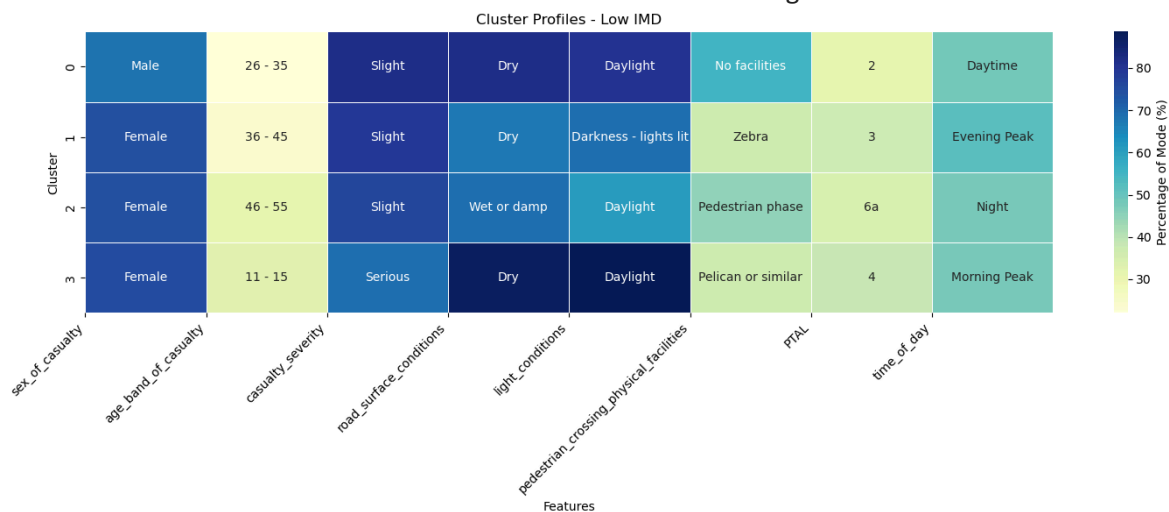 Cluster Profiles - Low IMD
0 Male 26 - 35 Slight Dry Daylight No facilities 2 Daytime
1 Female 36 - 45 Slight Dry Darkness - lights lit Zebra 3 Evening Peak
2 Female 46 - 55 Slight Wet or damp Daylight Pedestrian phase 6a Night
3 Female 11 - 15 Serious Dry Daylight Pelican or similar 4 Morning Peak
Cluster
sex_of_casualty
age_band_of_casualty
casualty_severity
road_surface_conditions
light_conditions
pedestrian_crossing_physical_facilities
PTAL
time_of_day
Features
80
70
60
50
40
30
Percentage of Mode (%)